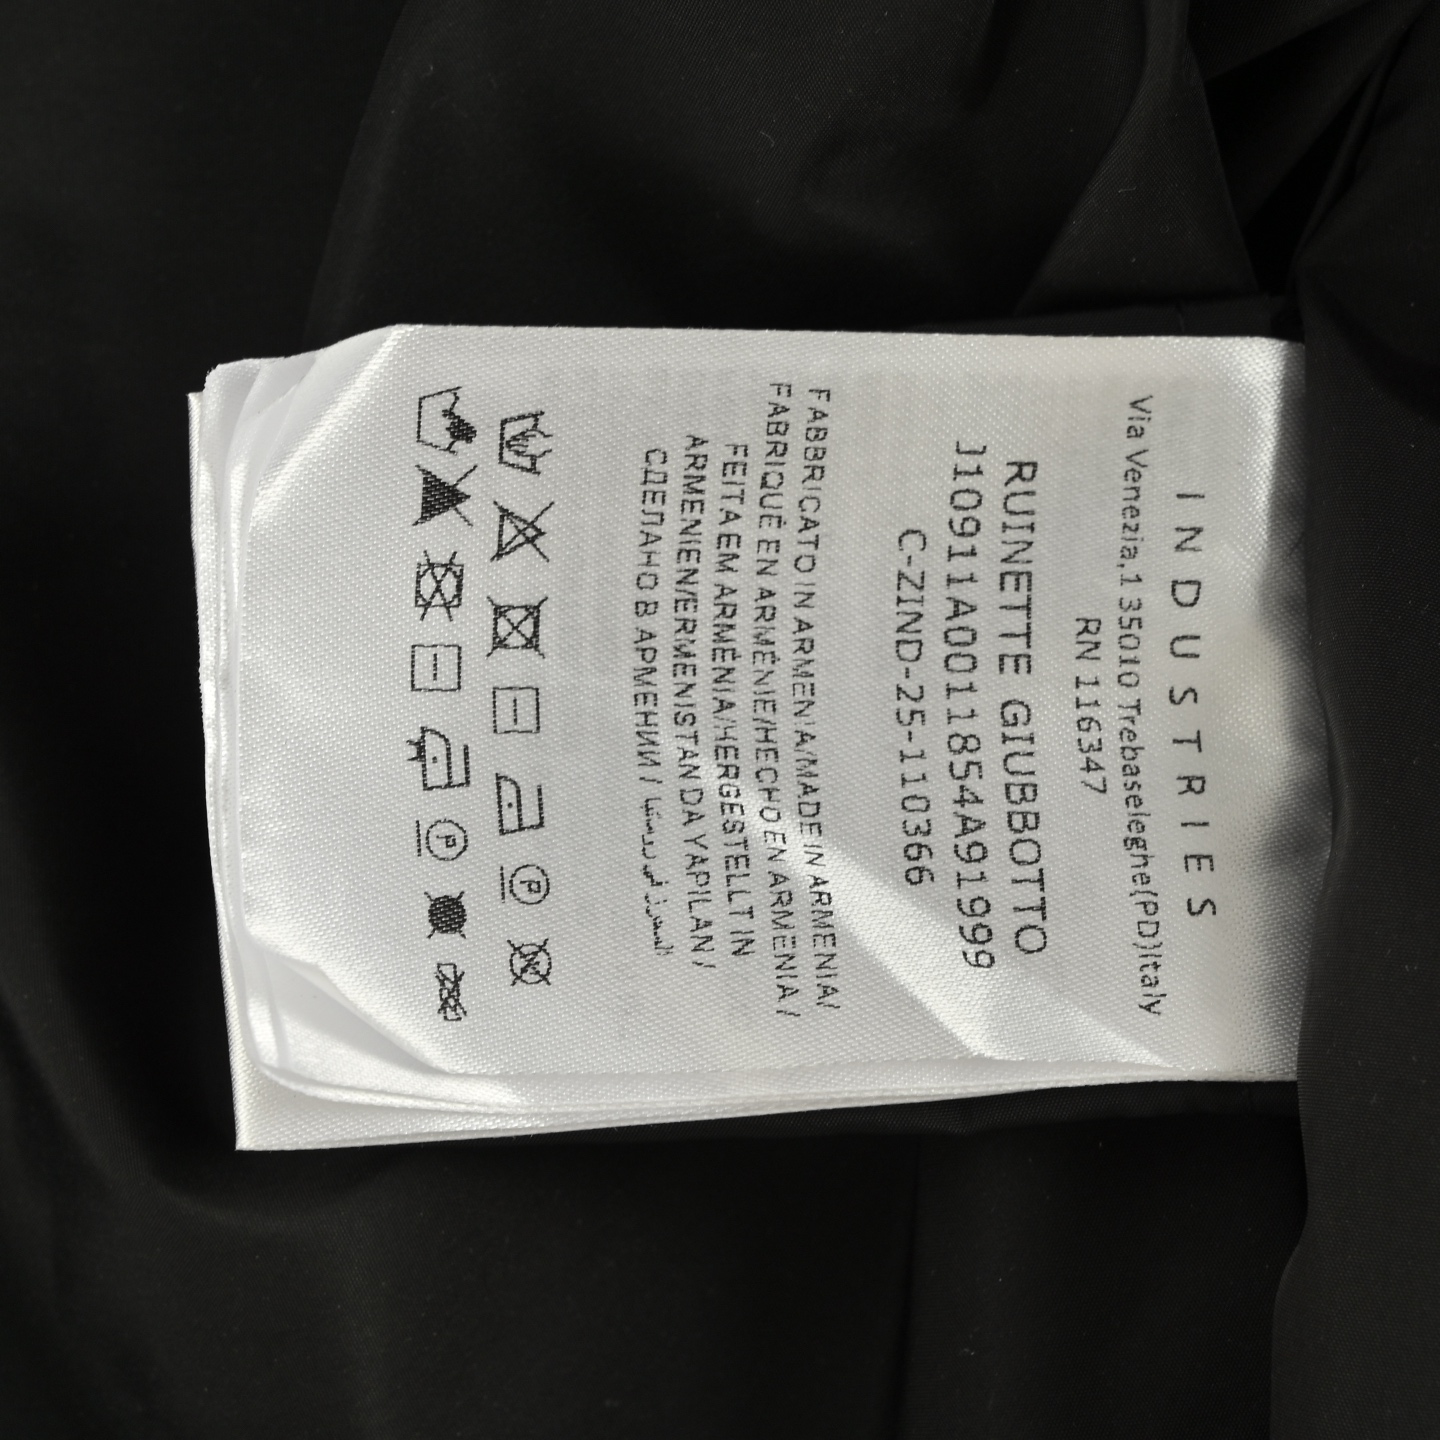 INDUSTRIES
Via Venezia,1 35010 Trebaseleghe(PD)Italy
RN 116347
RUINETTE GIUBBOTTO
J10911A0011854A91999
C-ZIND-25-110366
FABBRICATO IN ARMENIA/MADE IN ARMENIA/
FABRIQUÉ EN ARMÉNIE/HECHO EN ARMENIA /
FEITA EM ARMÉNIA/HERGESTELLT IN
ARMENIEN/ERMENISTAN DA YAPILAN /
СДЕЛАНО В АРМЕНИИ /
P
P